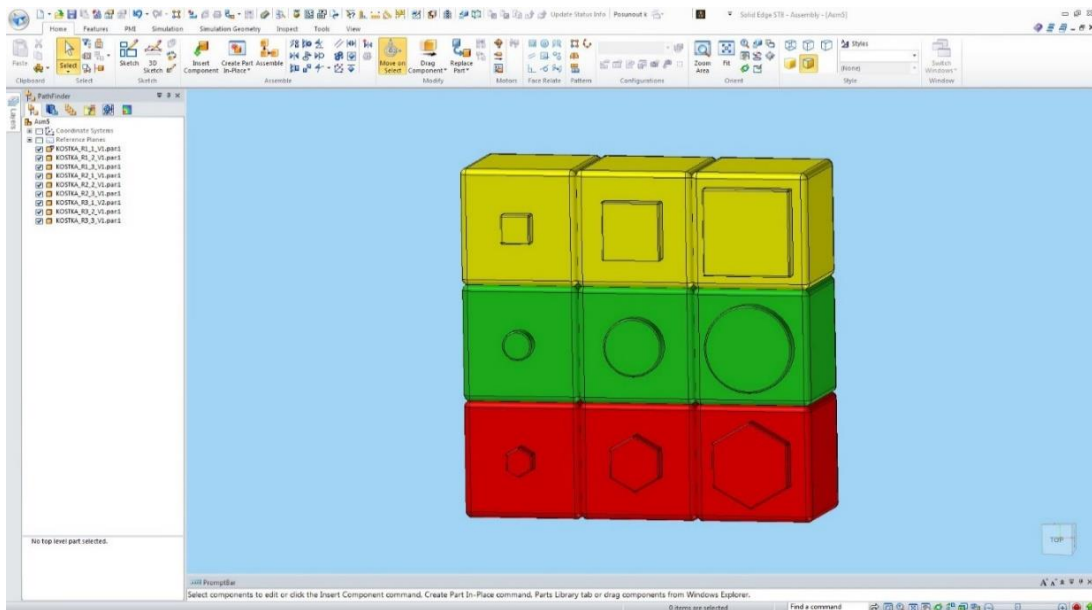 Update Status Info
Posunout k
Solid Edge ST8 - Assembly - [Asm5]
Home Features PMI Simulation Simulation Geometry Inspect Tools View
Paste
Select
Sketch
3D Sketch
Insert Component
Create Part In-Place
Assemble
Move on Select
Drag Component
Replace Part
Zoom Area
Fit
Styles
(None)
Switch Windows
Clipboard Select Sketch Assemble Modify Motors Face Relate Pattern Configurations Orient Style Window
PathFinder
Layers
Asm5
Coordinate Systems
Reference Planes
KOSTKA_R1_1_V1.par:1
KOSTKA_R1_2_V1.par:1
KOSTKA_R1_3_V1.par:1
KOSTKA_R2_1_V1.par:1
KOSTKA_R2_2_V1.par:1
KOSTKA_R2_3_V1.par:1
KOSTKA_R3_1_V2.par:1
KOSTKA_R3_2_V1.par:1
KOSTKA_R3_3_V1.par:1
No top level part selected.
TOP
PromptBar
Select components to edit or click the Insert Component command, Create Part In-Place command, Parts Library tab or drag components from Windows Explorer.
0 items are selected
Find a command